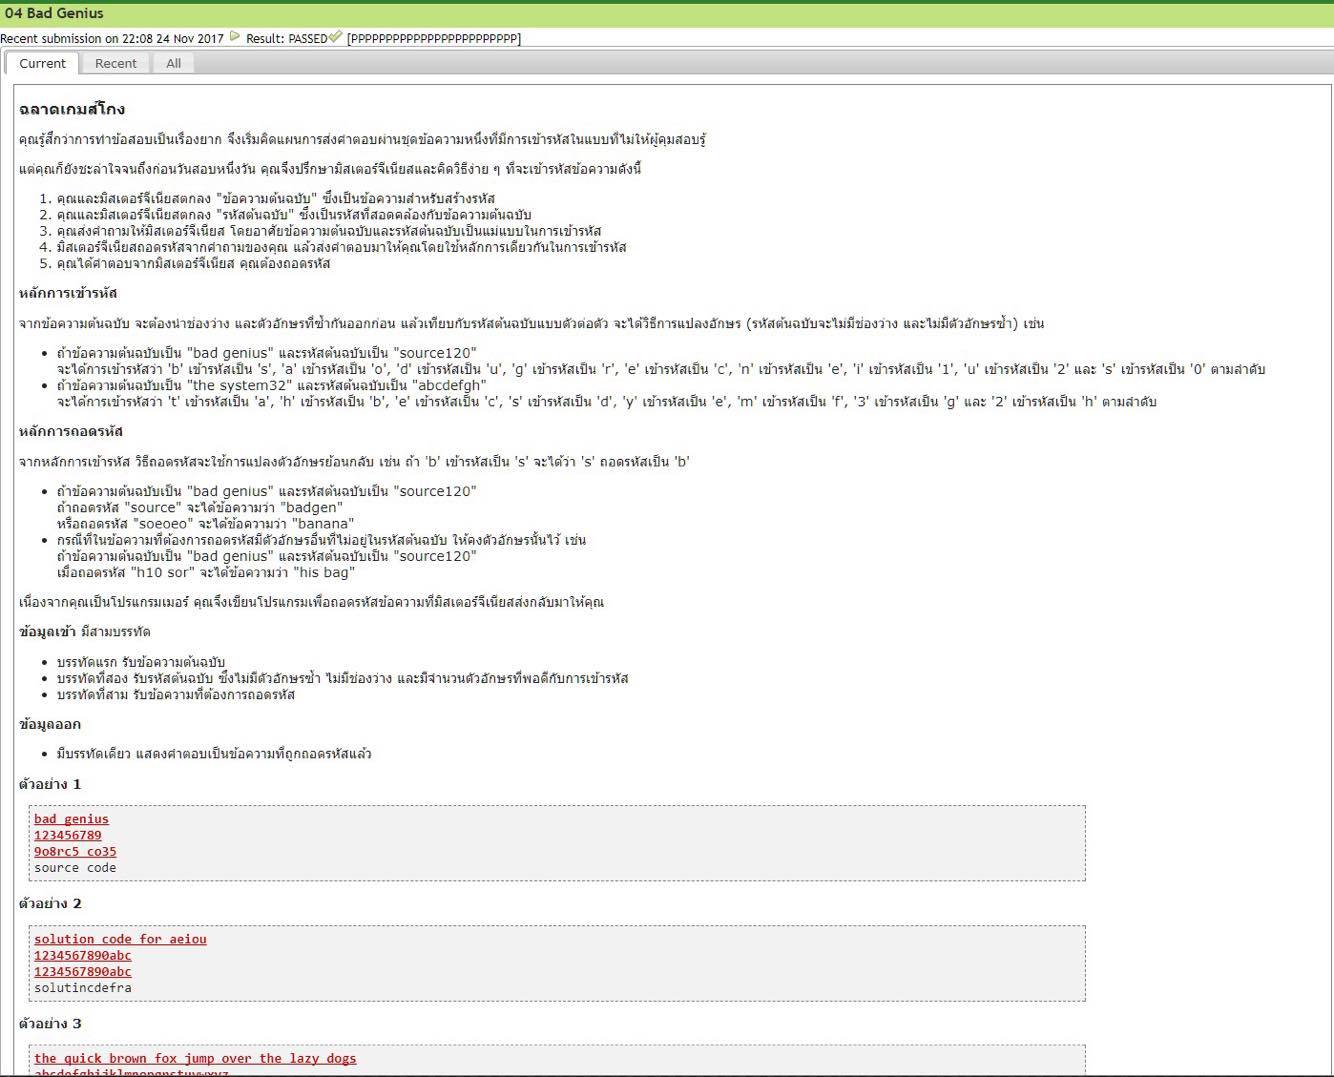 04 Bad Genius
Recent submission on 22:08 24 Nov 2017 Result: PASSED [PPPPPPPPPPPPPPPPPPPPPPPP]
Current Recent All
ฉลาดเกมส์โกง
คุณรู้สึกว่าการทำข้อสอบเป็นเรื่องยาก จึงเริ่มคิดแผนการส่งคำตอบผ่านชุดข้อความหนึ่งที่มีการเข้ารหัสในแบบที่ไม่ให้ผู้คุมสอบรู้
แต่คุณก็ยังชะล่าใจจนถึงก่อนวันสอบหนึ่งวัน คุณจึงปรึกษามิสเตอร์จีเนียสและคิดวิธีง่าย ๆ ที่จะเข้ารหัสข้อความดังนี้
1. คุณและมิสเตอร์จีเนียสตกลง "ข้อความต้นฉบับ" ซึ่งเป็นข้อความสำหรับสร้างรหัส
2. คุณและมิสเตอร์จีเนียสตกลง "รหัสต้นฉบับ" ซึ่งเป็นรหัสที่สอดคล้องกับข้อความต้นฉบับ
3. คุณส่งคำถามให้มิสเตอร์จีเนียส โดยอาศัยข้อความต้นฉบับและรหัสต้นฉบับเป็นแม่แบบในการเข้ารหัส
4. มิสเตอร์จีเนียสถอดรหัสจากคำถามของคุณ แล้วส่งคำตอบมาให้คุณโดยใช้หลักการเดียวกันในการเข้ารหัส
5. คุณได้คำตอบจากมิสเตอร์จีเนียส คุณต้องถอดรหัส
หลักการเข้ารหัส
จากข้อความต้นฉบับ จะต้องนำช่องว่าง และตัวอักษรที่ซ้ำกันออกก่อน แล้วเทียบกับรหัสต้นฉบับแบบตัวต่อตัว จะได้วิธีการแปลงอักษร (รหัสต้นฉบับจะไม่มีช่องว่าง และไม่มีตัวอักษรซ้ำ) เช่น
• ถ้าข้อความต้นฉบับเป็น "bad genius" และรหัสต้นฉบับเป็น "source120"
จะได้การเข้ารหัสว่า 'b' เข้ารหัสเป็น 's', 'a' เข้ารหัสเป็น 'o', 'd' เข้ารหัสเป็น 'u', 'g' เข้ารหัสเป็น 'r', 'e' เข้ารหัสเป็น 'c', 'n' เข้ารหัสเป็น 'e', 'i' เข้ารหัสเป็น '1', 'u' เข้ารหัสเป็น '2' และ 's' เข้ารหัสเป็น '0' ตามลำดับ
• ถ้าข้อความต้นฉบับเป็น "the system32" และรหัสต้นฉบับเป็น "abcdefgh"
จะได้การเข้ารหัสว่า 't' เข้ารหัสเป็น 'a', 'h' เข้ารหัสเป็น 'b', 'e' เข้ารหัสเป็น 'c', 's' เข้ารหัสเป็น 'd', 'y' เข้ารหัสเป็น 'e', 'm' เข้ารหัสเป็น 'f', '3' เข้ารหัสเป็น 'g' และ '2' เข้ารหัสเป็น 'h' ตามลำดับ
หลักการถอดรหัส
จากหลักการเข้ารหัส วิธีถอดรหัสจะใช้การแปลงตัวอักษรย้อนกลับ เช่น ถ้า 'b' เข้ารหัสเป็น 's' จะได้ว่า 's' ถอดรหัสเป็น 'b'
• ถ้าข้อความต้นฉบับเป็น "bad genius" และรหัสต้นฉบับเป็น "source120"
ถ้าถอดรหัส "source" จะได้ข้อความว่า "badgen"
หรือถอดรหัส "soeoeo" จะได้ข้อความว่า "banana"
• กรณีที่ในข้อความที่ต้องการถอดรหัสมีตัวอักษรอื่นที่ไม่อยู่ในรหัสต้นฉบับ ให้คงตัวอักษรนั้นไว้ เช่น
ถ้าข้อความต้นฉบับเป็น "bad genius" และรหัสต้นฉบับเป็น "source120"
เมื่อถอดรหัส "h10 sor" จะได้ข้อความว่า "his bag"
เนื่องจากคุณเป็นโปรแกรมเมอร์ คุณจึงเขียนโปรแกรมเพื่อถอดรหัสข้อความที่มิสเตอร์จีเนียสส่งกลับมาให้คุณ
ข้อมูลเข้า มีสามบรรทัด
• บรรทัดแรก รับข้อความต้นฉบับ
• บรรทัดที่สอง รับรหัสต้นฉบับ ซึ่งไม่มีตัวอักษรซ้ำ ไม่มีช่องว่าง และมีจำนวนตัวอักษรที่พอดีกับการเข้ารหัส
• บรรทัดที่สาม รับข้อความที่ต้องการถอดรหัส
ข้อมูลออก
• มีบรรทัดเดียว แสดงคำตอบเป็นข้อความที่ถูกถอดรหัสแล้ว
ตัวอย่าง 1
bad genius
123456789
9o8rc5 co35
source code
ตัวอย่าง 2
solution code for aeiou
1234567890abc
1234567890abc
solutincdefra
ตัวอย่าง 3
the quick brown fox jump over the lazy dogs
abcdefghijklmnopqrstuvwxyz